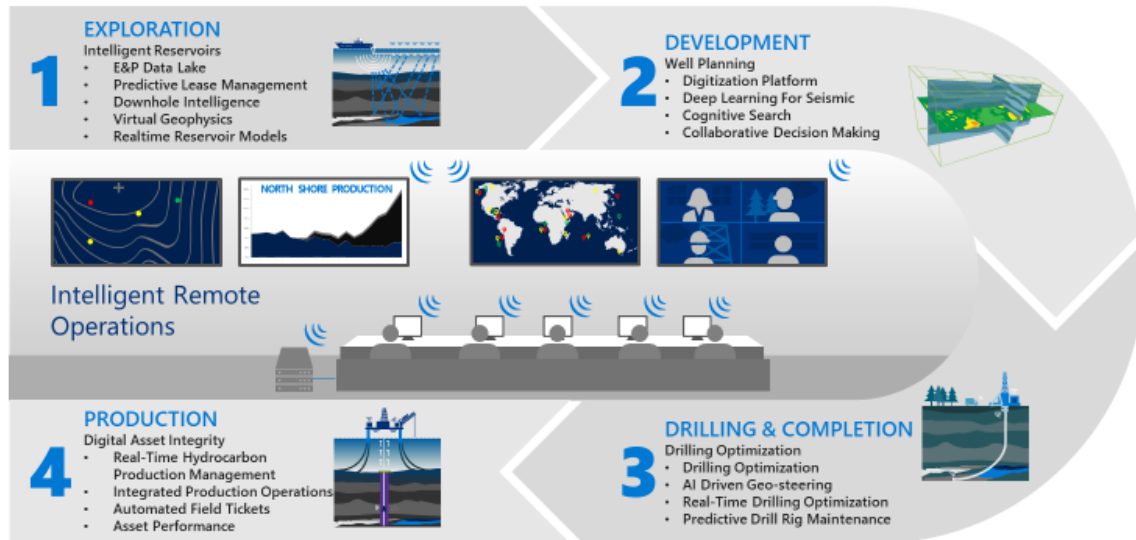 1
EXPLORATION
Intelligent Reservoirs
• E&P Data Lake
• Predictive Lease Management
• Downhole Intelligence
• Virtual Geophysics
• Realtime Reservoir Models
2
DEVELOPMENT
Well Planning
• Digitization Platform
• Deep Learning For Seismic
• Cognitive Search
• Collaborative Decision Making
NORTH SHORE PRODUCTION
Intelligent Remote
Operations
3
DRILLING & COMPLETION
Drilling Optimization
• Drilling Optimization
• AI Driven Geo-steering
• Real-Time Drilling Optimization
• Predictive Drill Rig Maintenance
4
PRODUCTION
Digital Asset Integrity
• Real-Time Hydrocarbon
Production Management
• Integrated Production Operations
• Automated Field Tickets
• Asset Performance